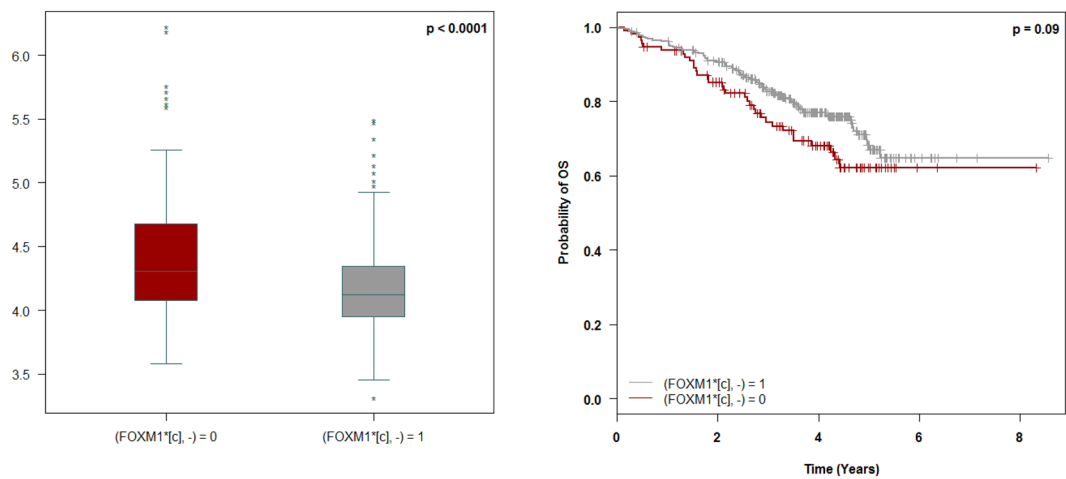 p < 0.0001
6.0
5.5
5.0
4.5
4.0
3.5
(FOXM1*[c], -) = 0
(FOXM1*[c], -) = 1
p = 0.09
1.0
0.8
0.6
0.4
0.2
0.0
Probability of OS
(FOXM1*[c], -) = 1
(FOXM1*[c], -) = 0
0 2 4 6 8
Time (Years)